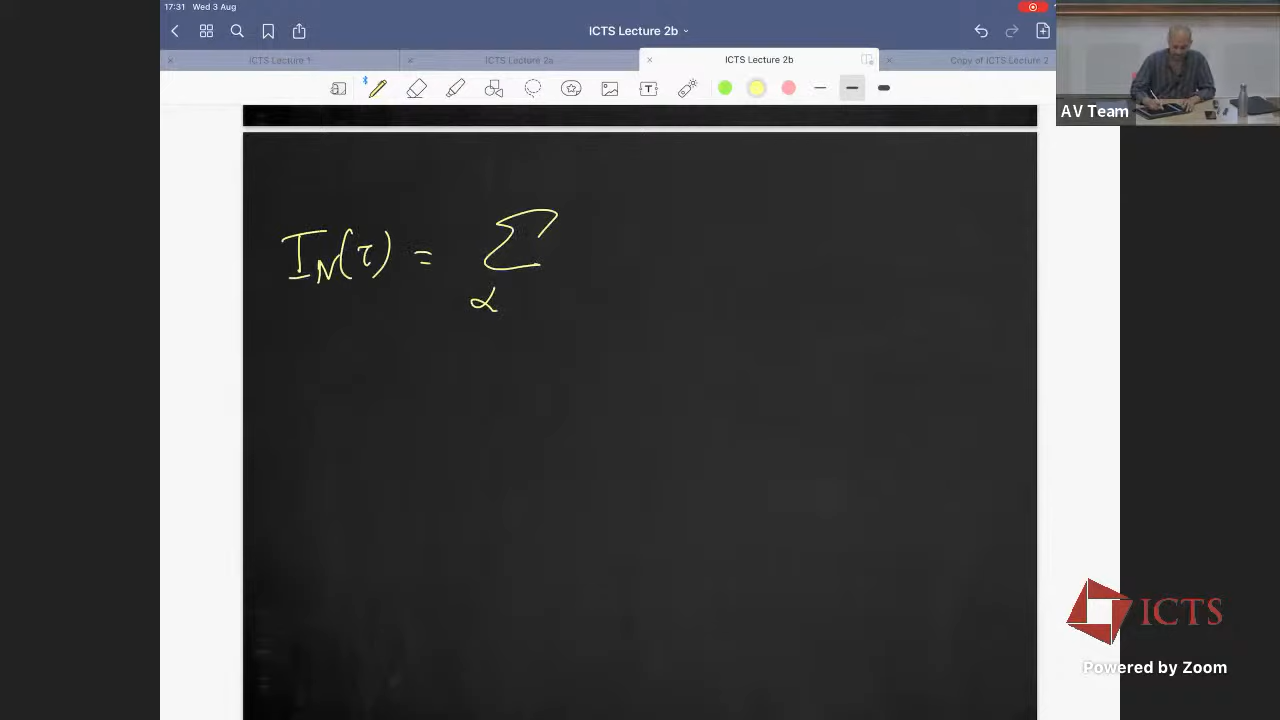 17:31 Wed 3 Aug
ICTS Lecture 2b
ICTS Lecture 1
ICTS Lecture 2a
ICTS Lecture 2b
Copy of ICTS Lecture 2
T
AV Team
I_N(τ) = Σ
α
ICTS
Powered by Zoom